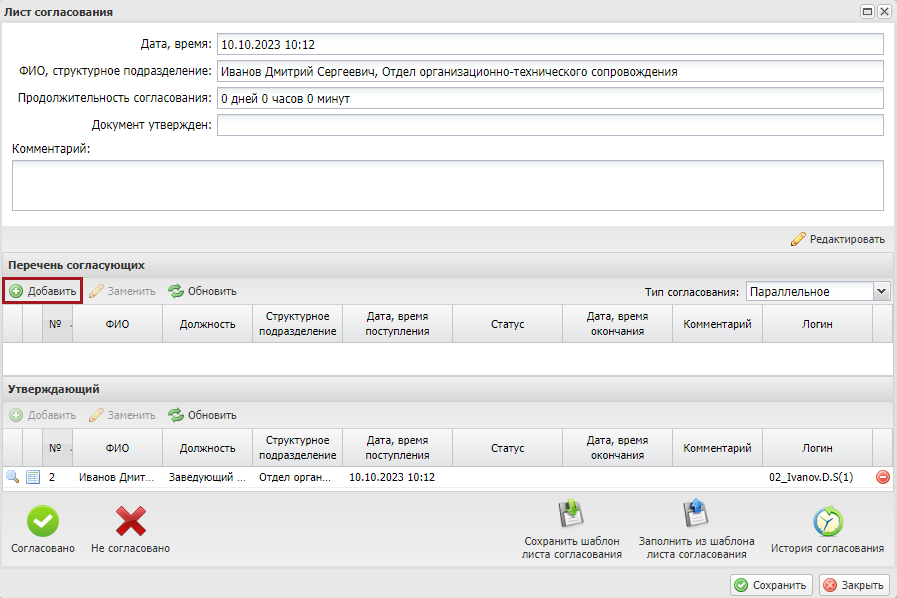 Лист согласования
Дата, время: 10.10.2023 10:12
ФИО, структурное подразделение: Иванов Дмитрий Сергеевич, Отдел организационно-технического сопровождения
Продолжительность согласования: 0 дней 0 часов 0 минут
Документ утвержден:
Комментарий:
Редактировать
Перечень согласующих
Добавить Заменить Обновить Тип согласования: Параллельное
№ ФИО Должность Структурное подразделение Дата, время поступления Статус Дата, время окончания Комментарий Логин
Утверждающий
Добавить Заменить Обновить
№ ФИО Должность Структурное подразделение Дата, время поступления Статус Дата, время окончания Комментарий Логин
2 Иванов Дмит... Заведующий ... Отдел орган... 10.10.2023 10:12 02_Ivanov.D.S(1)
Согласовано Не согласовано Сохранить шаблон листа согласования Заполнить из шаблона листа согласования История согласования
Сохранить Закрыть